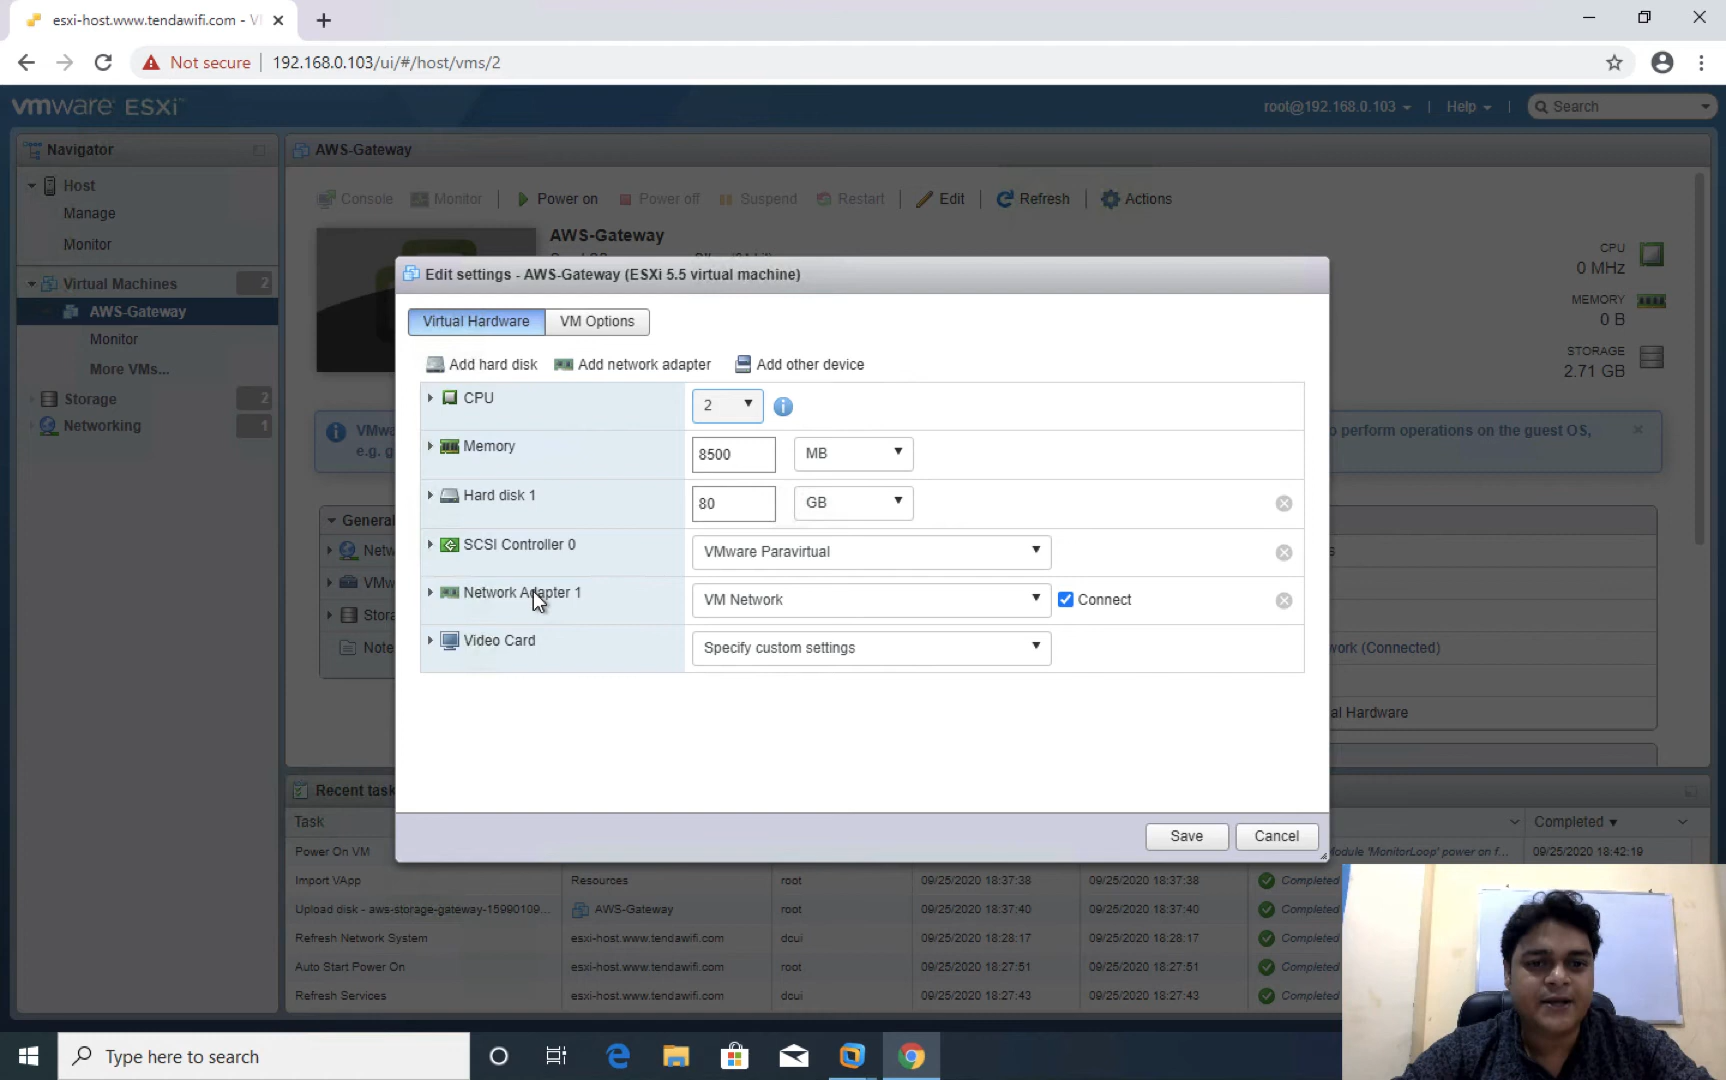 esxi-host.www.tendawifi.com - V
Not secure
192.168.0.103/ui/#/host/vms/2
vmware ESXi
root@192.168.0.103
Help
Search
Navigator
AWS-Gateway
Host
Manage
Monitor
Console
Monitor
Power on
Power off
Suspend
Restart
Edit
Refresh
Actions
AWS-Gateway
CPU
0 MHz
MEMORY
0 B
STORAGE
2.71 GB
Virtual Machines
2
AWS-Gateway
Monitor
More VMs...
Storage
2
Networking
1
VMw
e.g. g
o perform operations on the guest OS,
General
Netw
VMw
Stora
Note
work (Connected)
al Hardware
Edit settings - AWS-Gateway (ESXi 5.5 virtual machine)
Virtual Hardware
VM Options
Add hard disk
Add network adapter
Add other device
CPU
2
Memory
8500
MB
Hard disk 1
80
GB
SCSI Controller 0
VMware Paravirtual
Network Adapter 1
VM Network
Connect
Video Card
Specify custom settings
Save
Cancel
Recent task
Task
Completed
Power On VM
Module 'MonitorLoop' power on f...
09/25/2020 18:42:19
Import VApp
Resources
root
09/25/2020 18:37:38
09/25/2020 18:37:38
Completed
Upload disk - aws-storage-gateway-15990109...
AWS-Gateway
root
09/25/2020 18:37:40
09/25/2020 18:37:40
Completed
Refresh Network System
esxi-host.www.tendawifi.com
dcui
09/25/2020 18:28:17
09/25/2020 18:28:17
Completed
Auto Start Power On
esxi-host.www.tendawifi.com
root
09/25/2020 18:27:51
09/25/2020 18:27:51
Completed
Refresh Services
esxi-host.www.tendawifi.com
dcui
09/25/2020 18:27:43
09/25/2020 18:27:43
Completed
Type here to search